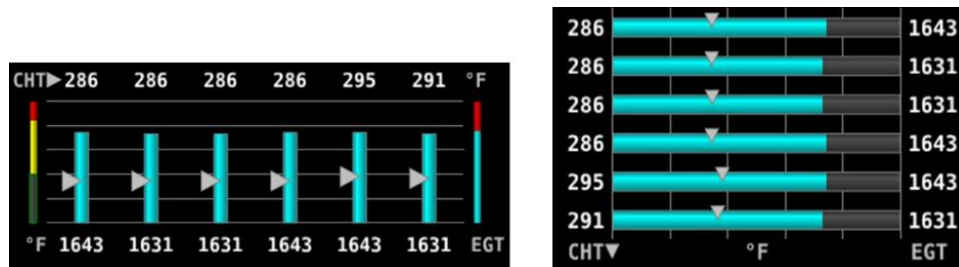 CHT▶286 286 286 286 295 291 °F
°F 1643 1631 1631 1643 1643 1631 EGT
286 1643
286 1631
286 1631
286 1643
295 1643
291 1631
CHT▼ °F EGT